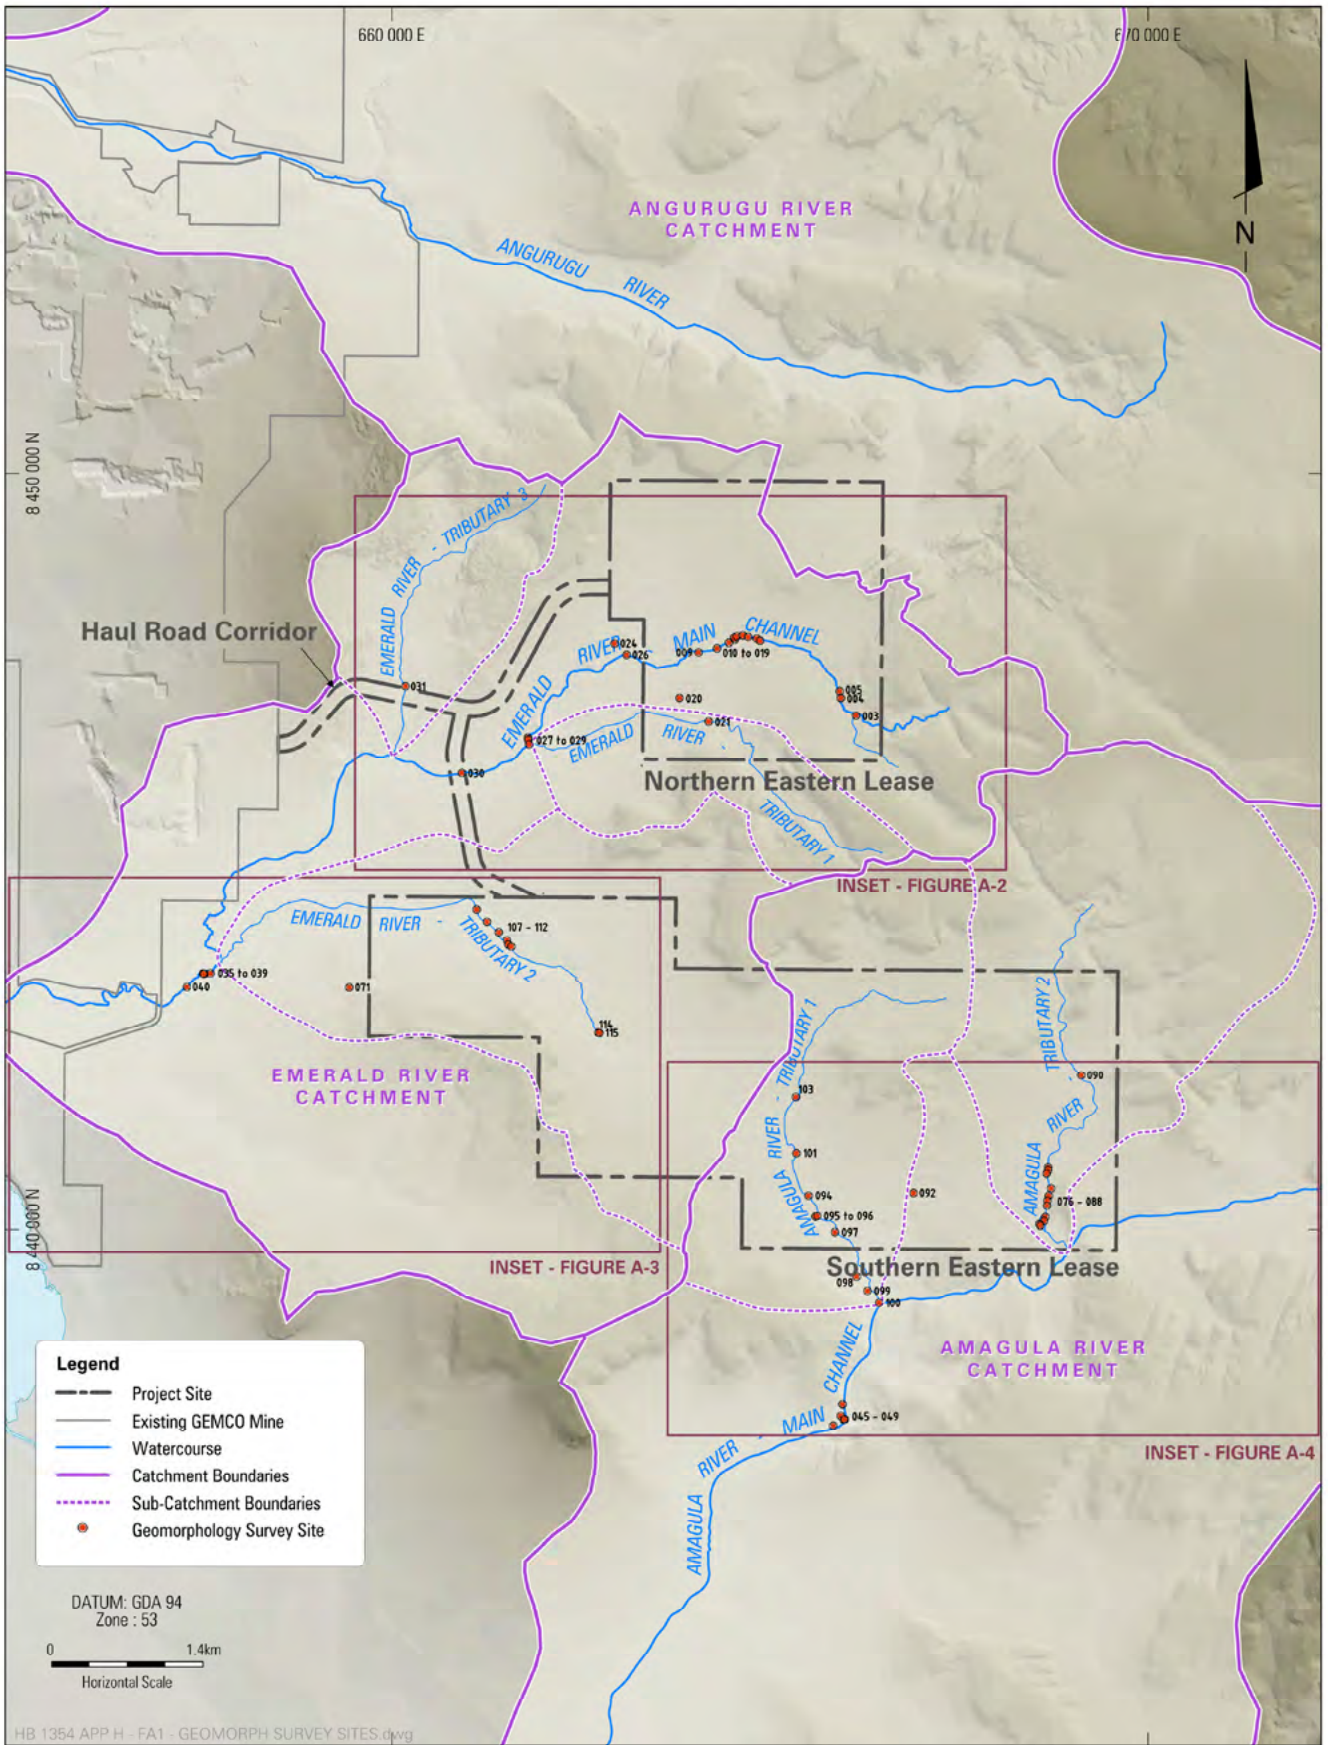 660 000 E
670 000 E
ANGURUGU RIVER
CATCHMENT
N
ANGURUGU RIVER
8 450 000 N
EMERALD RIVER - TRIBUTARY 3
Haul Road Corridor
EMERALD RIVER MAIN CHANNEL
024
026
009
010 to 019
031
020
005
004
003
021
027 to 029
EMERALD RIVER - TRIBUTARY 1
030
Northern Eastern Lease
INSET - FIGURE A-2
EMERALD RIVER - TRIBUTARY 2
107 - 112
035 to 039
040
071
114
115
AMAGULA RIVER - TRIBUTARY 1
AMAGULA RIVER - TRIBUTARY 2
EMERALD RIVER
CATCHMENT
090
103
101
094
092
076 - 088
095 to 096
097
8 440 000 N
INSET - FIGURE A-3
Southern Eastern Lease
098
099
100
AMAGULA RIVER
CATCHMENT
AMAGULA RIVER - MAIN CHANNEL
045 - 049
INSET - FIGURE A-4
Legend
Project Site
Existing GEMCO Mine
Watercourse
Catchment Boundaries
Sub-Catchment Boundaries
Geomorphology Survey Site
DATUM: GDA 94
Zone : 53
0 1.4km
Horizontal Scale
HB 1354 APP H - FA1 - GEOMORPH SURVEY SITES.dwg